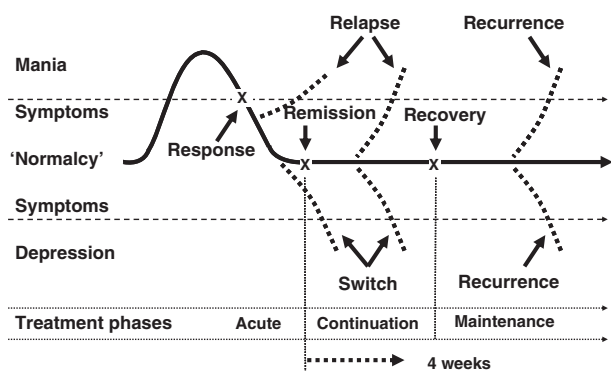 Relapse Recurrence
Mania
X
Symptoms Remission Recovery
Response
'Normalcy' X X
Symptoms
Depression
Switch Recurrence
Treatment phases Acute Continuation Maintenance
4 weeks